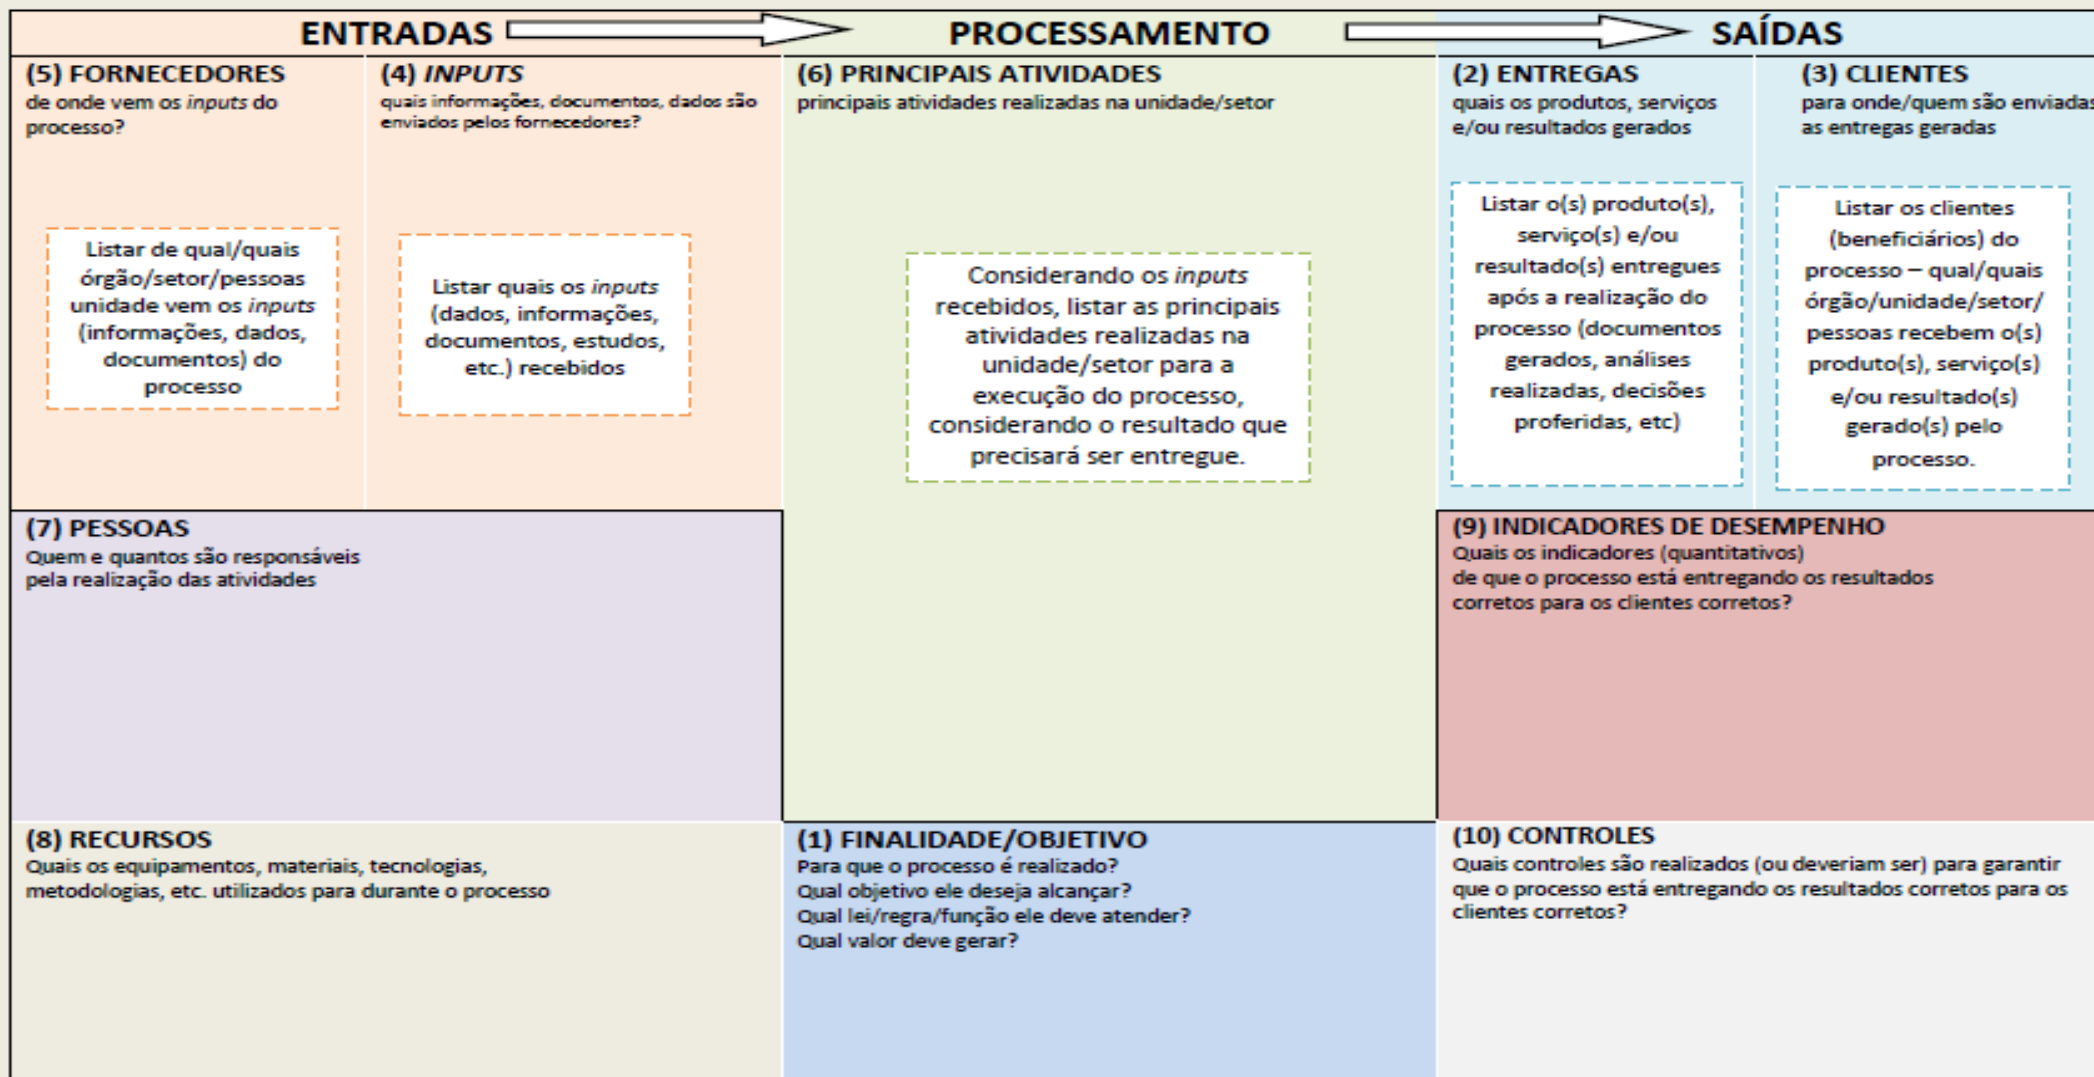 ENTRADAS
PROCESSAMENTO
SAÍDAS
(5) FORNECEDORES
de onde vem os inputs do
processo?
Listar de qual/quais
órgão/setor/pessoas
unidade vem os inputs
(informações, dados,
documentos) do
processo
(4) INPUTS
quais informações, documentos, dados são
enviados pelos fornecedores?
Listar quais os inputs
(dados, informações,
documentos, estudos,
etc.) recebidos
(6) PRINCIPAIS ATIVIDADES
principais atividades realizadas na unidade/setor
Considerando os inputs
recebidos, listar as principais
atividades realizadas na
unidade/setor para a
execução do processo,
considerando o resultado que
precisará ser entregue.
(2) ENTREGAS
quais os produtos, serviços
e/ou resultados gerados
Listar o(s) produto(s),
serviço(s) e/ou
resultado(s) entregues
após a realização do
processo (documentos
gerados, análises
realizadas, decisões
proferidas, etc)
(3) CLIENTES
para onde/quem são enviadas
as entregas geradas
Listar os clientes
(beneficiários) do
processo – qual/quais
órgão/unidade/setor/
pessoas recebem o(s)
produto(s), serviço(s)
e/ou resultado(s)
gerado(s) pelo
processo.
(7) PESSOAS
Quem e quantos são responsáveis
pela realização das atividades
(9) INDICADORES DE DESEMPENHO
Quais os indicadores (quantitativos)
de que o processo está entregando os resultados
corretos para os clientes corretos?
(8) RECURSOS
Quais os equipamentos, materiais, tecnologias,
metodologias, etc. utilizados para durante o processo
(1) FINALIDADE/OBJETIVO
Para que o processo é realizado?
Qual objetivo ele deseja alcançar?
Qual lei/regra/função ele deve atender?
Qual valor deve gerar?
(10) CONTROLES
Quais controles são realizados (ou deveriam ser) para garantir
que o processo está entregando os resultados corretos para os
clientes corretos?